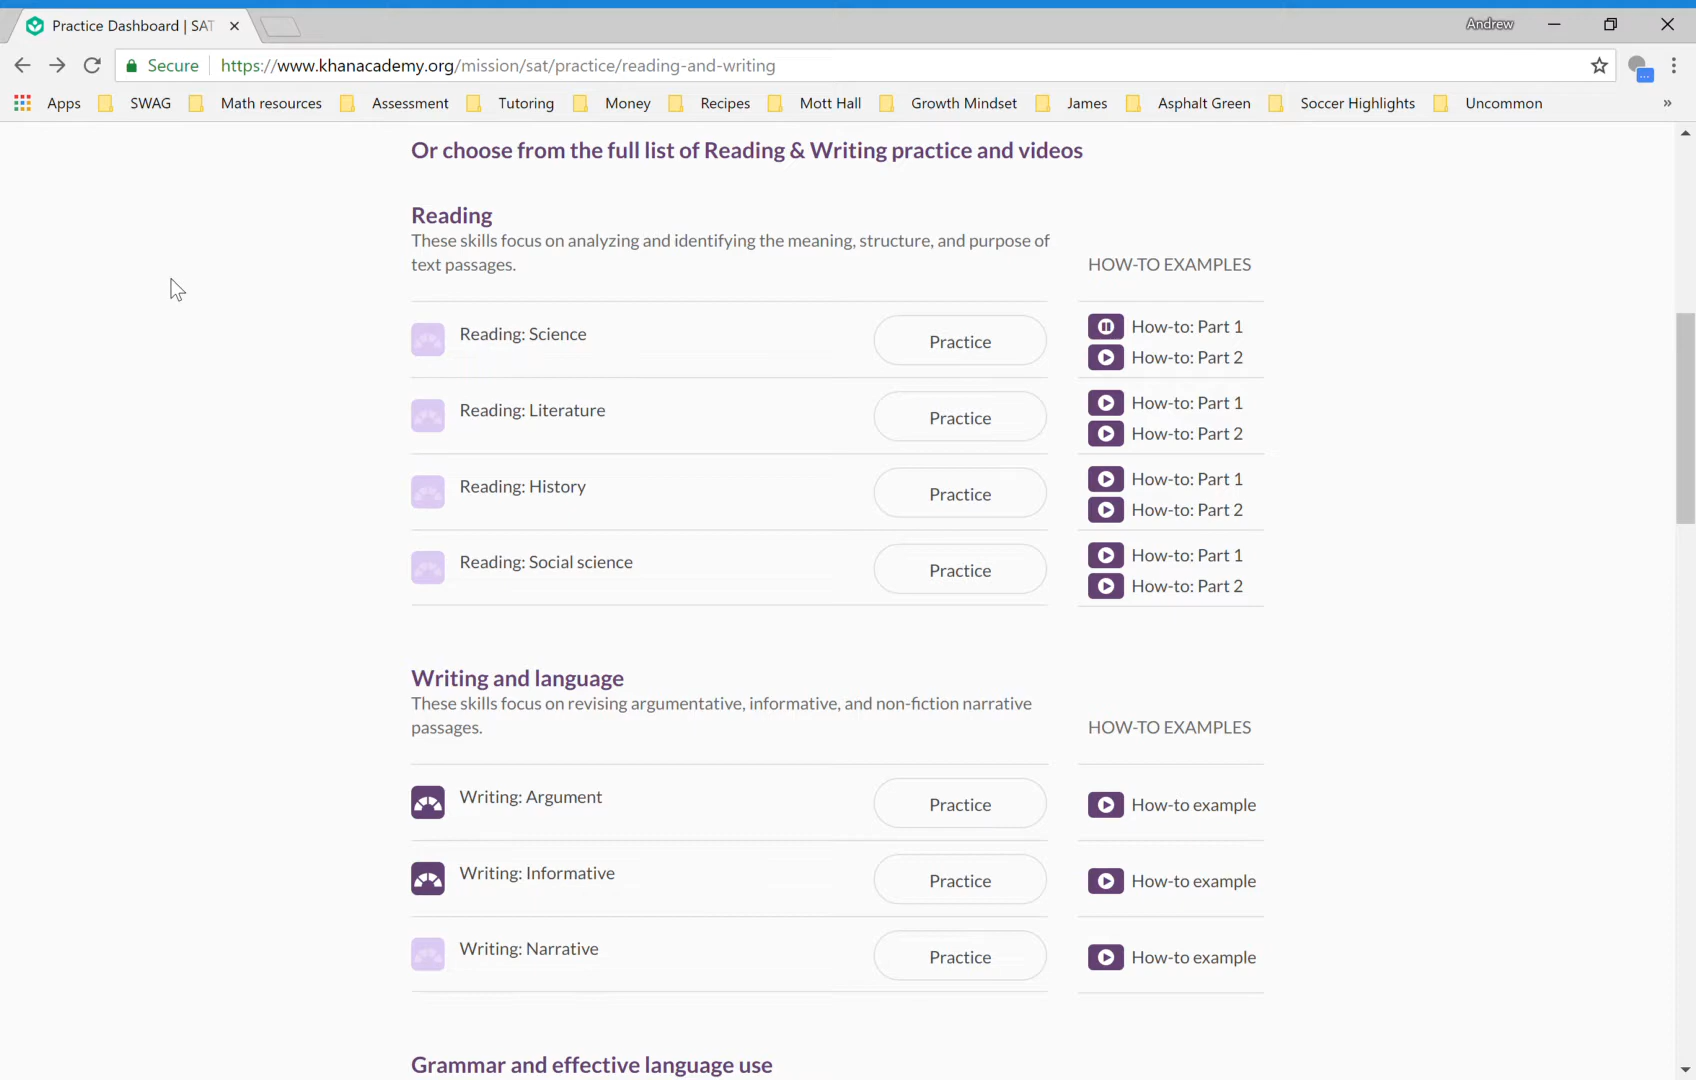 Practice Dashboard | SAT
Andrew
Secure https://www.khanacademy.org/mission/sat/practice/reading-and-writing
Apps SWAG Math resources Assessment Tutoring Money Recipes Mott Hall Growth Mindset James Asphalt Green Soccer Highlights Uncommon »
Or choose from the full list of Reading & Writing practice and videos
Reading
These skills focus on analyzing and identifying the meaning, structure, and purpose of
text passages.
HOW-TO EXAMPLES
Reading: Science
Practice
How-to: Part 1
How-to: Part 2
Reading: Literature
Practice
How-to: Part 1
How-to: Part 2
Reading: History
Practice
How-to: Part 1
How-to: Part 2
Reading: Social science
Practice
How-to: Part 1
How-to: Part 2
Writing and language
These skills focus on revising argumentative, informative, and non-fiction narrative
passages.
HOW-TO EXAMPLES
Writing: Argument
Practice
How-to example
Writing: Informative
Practice
How-to example
Writing: Narrative
Practice
How-to example
Grammar and effective language use